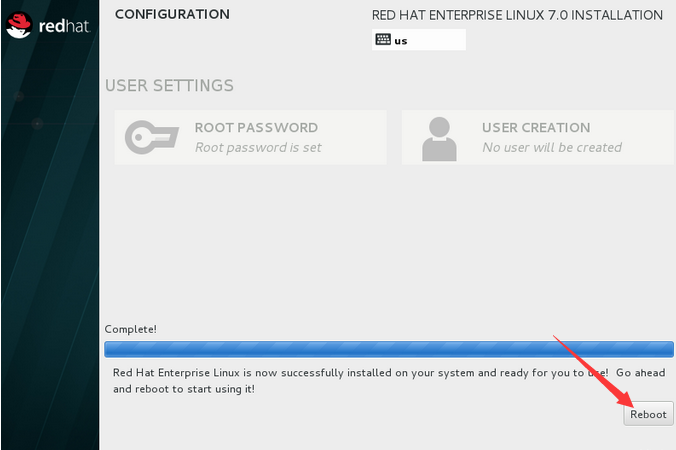 redhat
CONFIGURATION
RED HAT ENTERPRISE LINUX 7.0 INSTALLATION
us
USER SETTINGS
ROOT PASSWORD
Root password is set
USER CREATION
No user will be created
Complete!
Red Hat Enterprise Linux is now successfully installed on your system and ready for you to use! Go ahead
and reboot to start using it!
Reboot